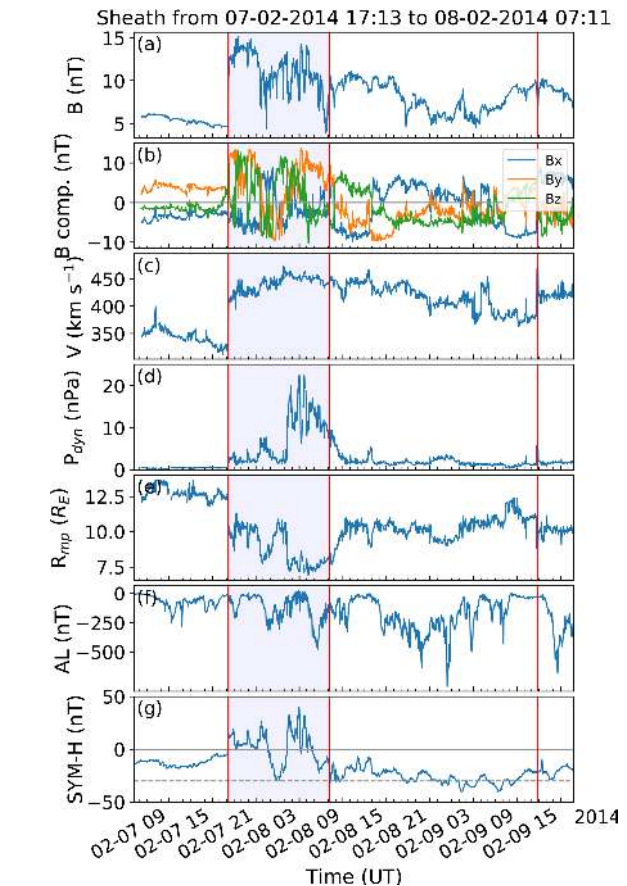 Sheath from 07-02-2014 17:13 to 08-02-2014 07:11
(a)
15
10
5
B (nT)
(b)
10
0
−10
B comp. (nT)
Bx
By
Bz
(c)
450
400
350
V (km s⁻¹)
(d)
20
10
0
P_dyn (nPa)
(e)
12.5
10.0
7.5
R_mp (R_E)
(f)
0
−250
−500
AL (nT)
(g)
50
0
−50
SYM-H (nT)
02-07 09
02-07 15
02-07 21
02-08 03
02-08 09
02-08 15
02-08 21
02-09 03
02-09 09
02-09 15
2014
Time (UT)